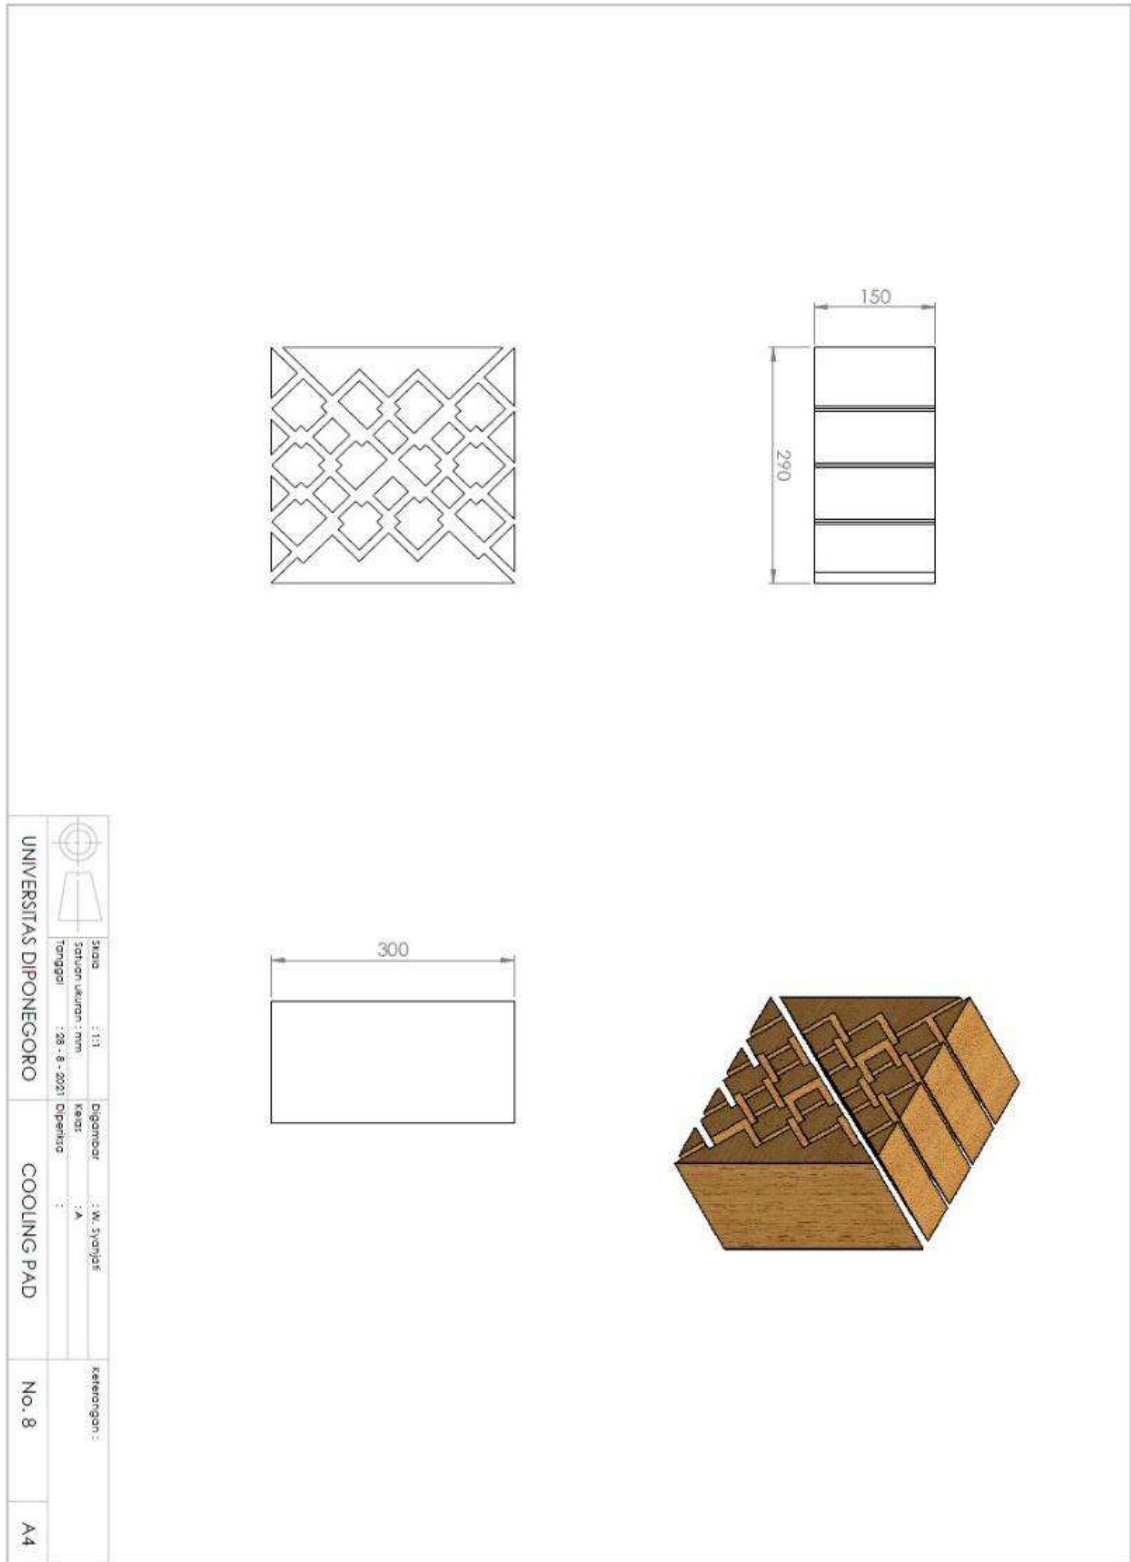 150
290
300
Skala : 1:1
Satuan ukuran : mm
Tanggal : 28 - 8 - 2021
Digambar : W. Syanjati
Kelas : A
Diperiksa :
Keterangan :
UNIVERSITAS DIPONEGORO
COOLING PAD
No. 8
A4